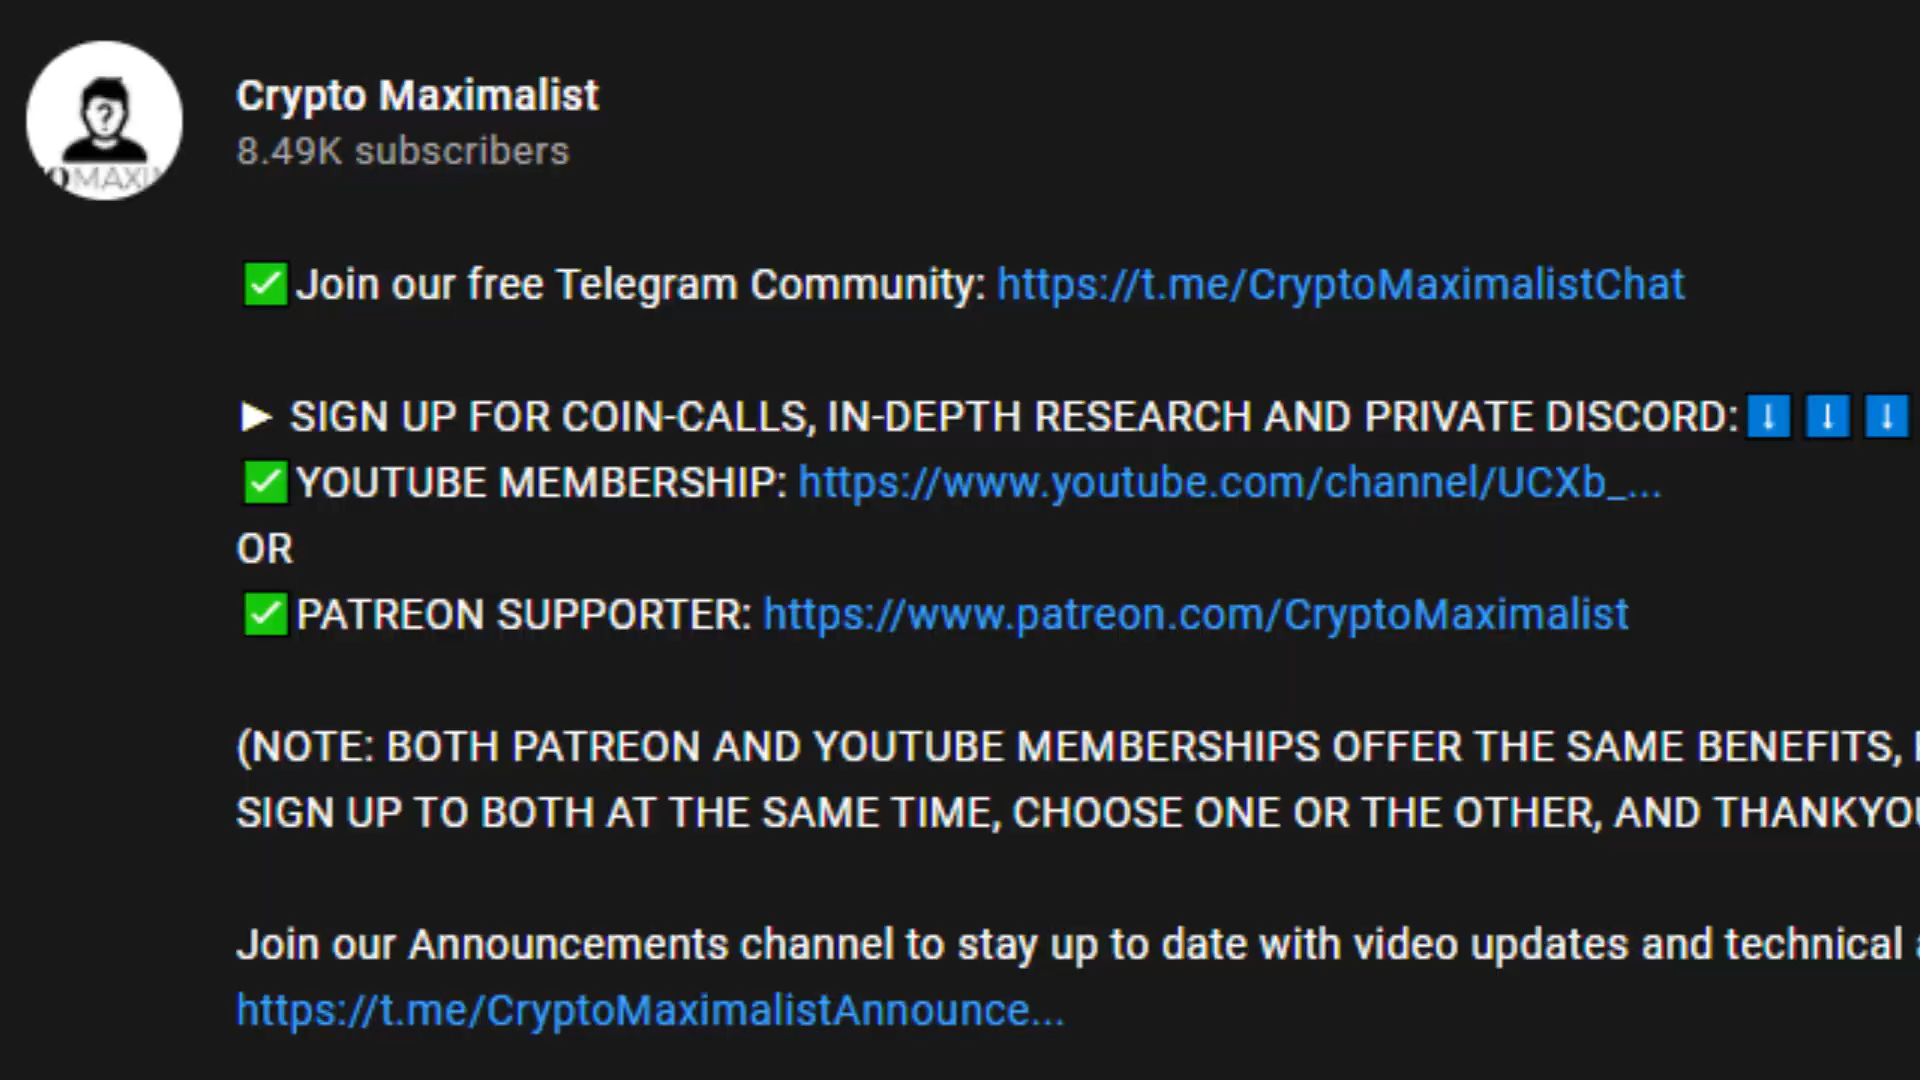 Crypto Maximalist
8.49K subscribers
OMAXI
✅Join our free Telegram Community: https://t.me/CryptoMaximalistChat
► SIGN UP FOR COIN-CALLS, IN-DEPTH RESEARCH AND PRIVATE DISCORD:⬇⬇⬇
✅YOUTUBE MEMBERSHIP: https://www.youtube.com/channel/UCXb_...
OR
✅PATREON SUPPORTER: https://www.patreon.com/CryptoMaximalist
(NOTE: BOTH PATREON AND YOUTUBE MEMBERSHIPS OFFER THE SAME BENEFITS,
SIGN UP TO BOTH AT THE SAME TIME, CHOOSE ONE OR THE OTHER, AND THANKYOU
Join our Announcements channel to stay up to date with video updates and technical
https://t.me/CryptoMaximalistAnnounce...